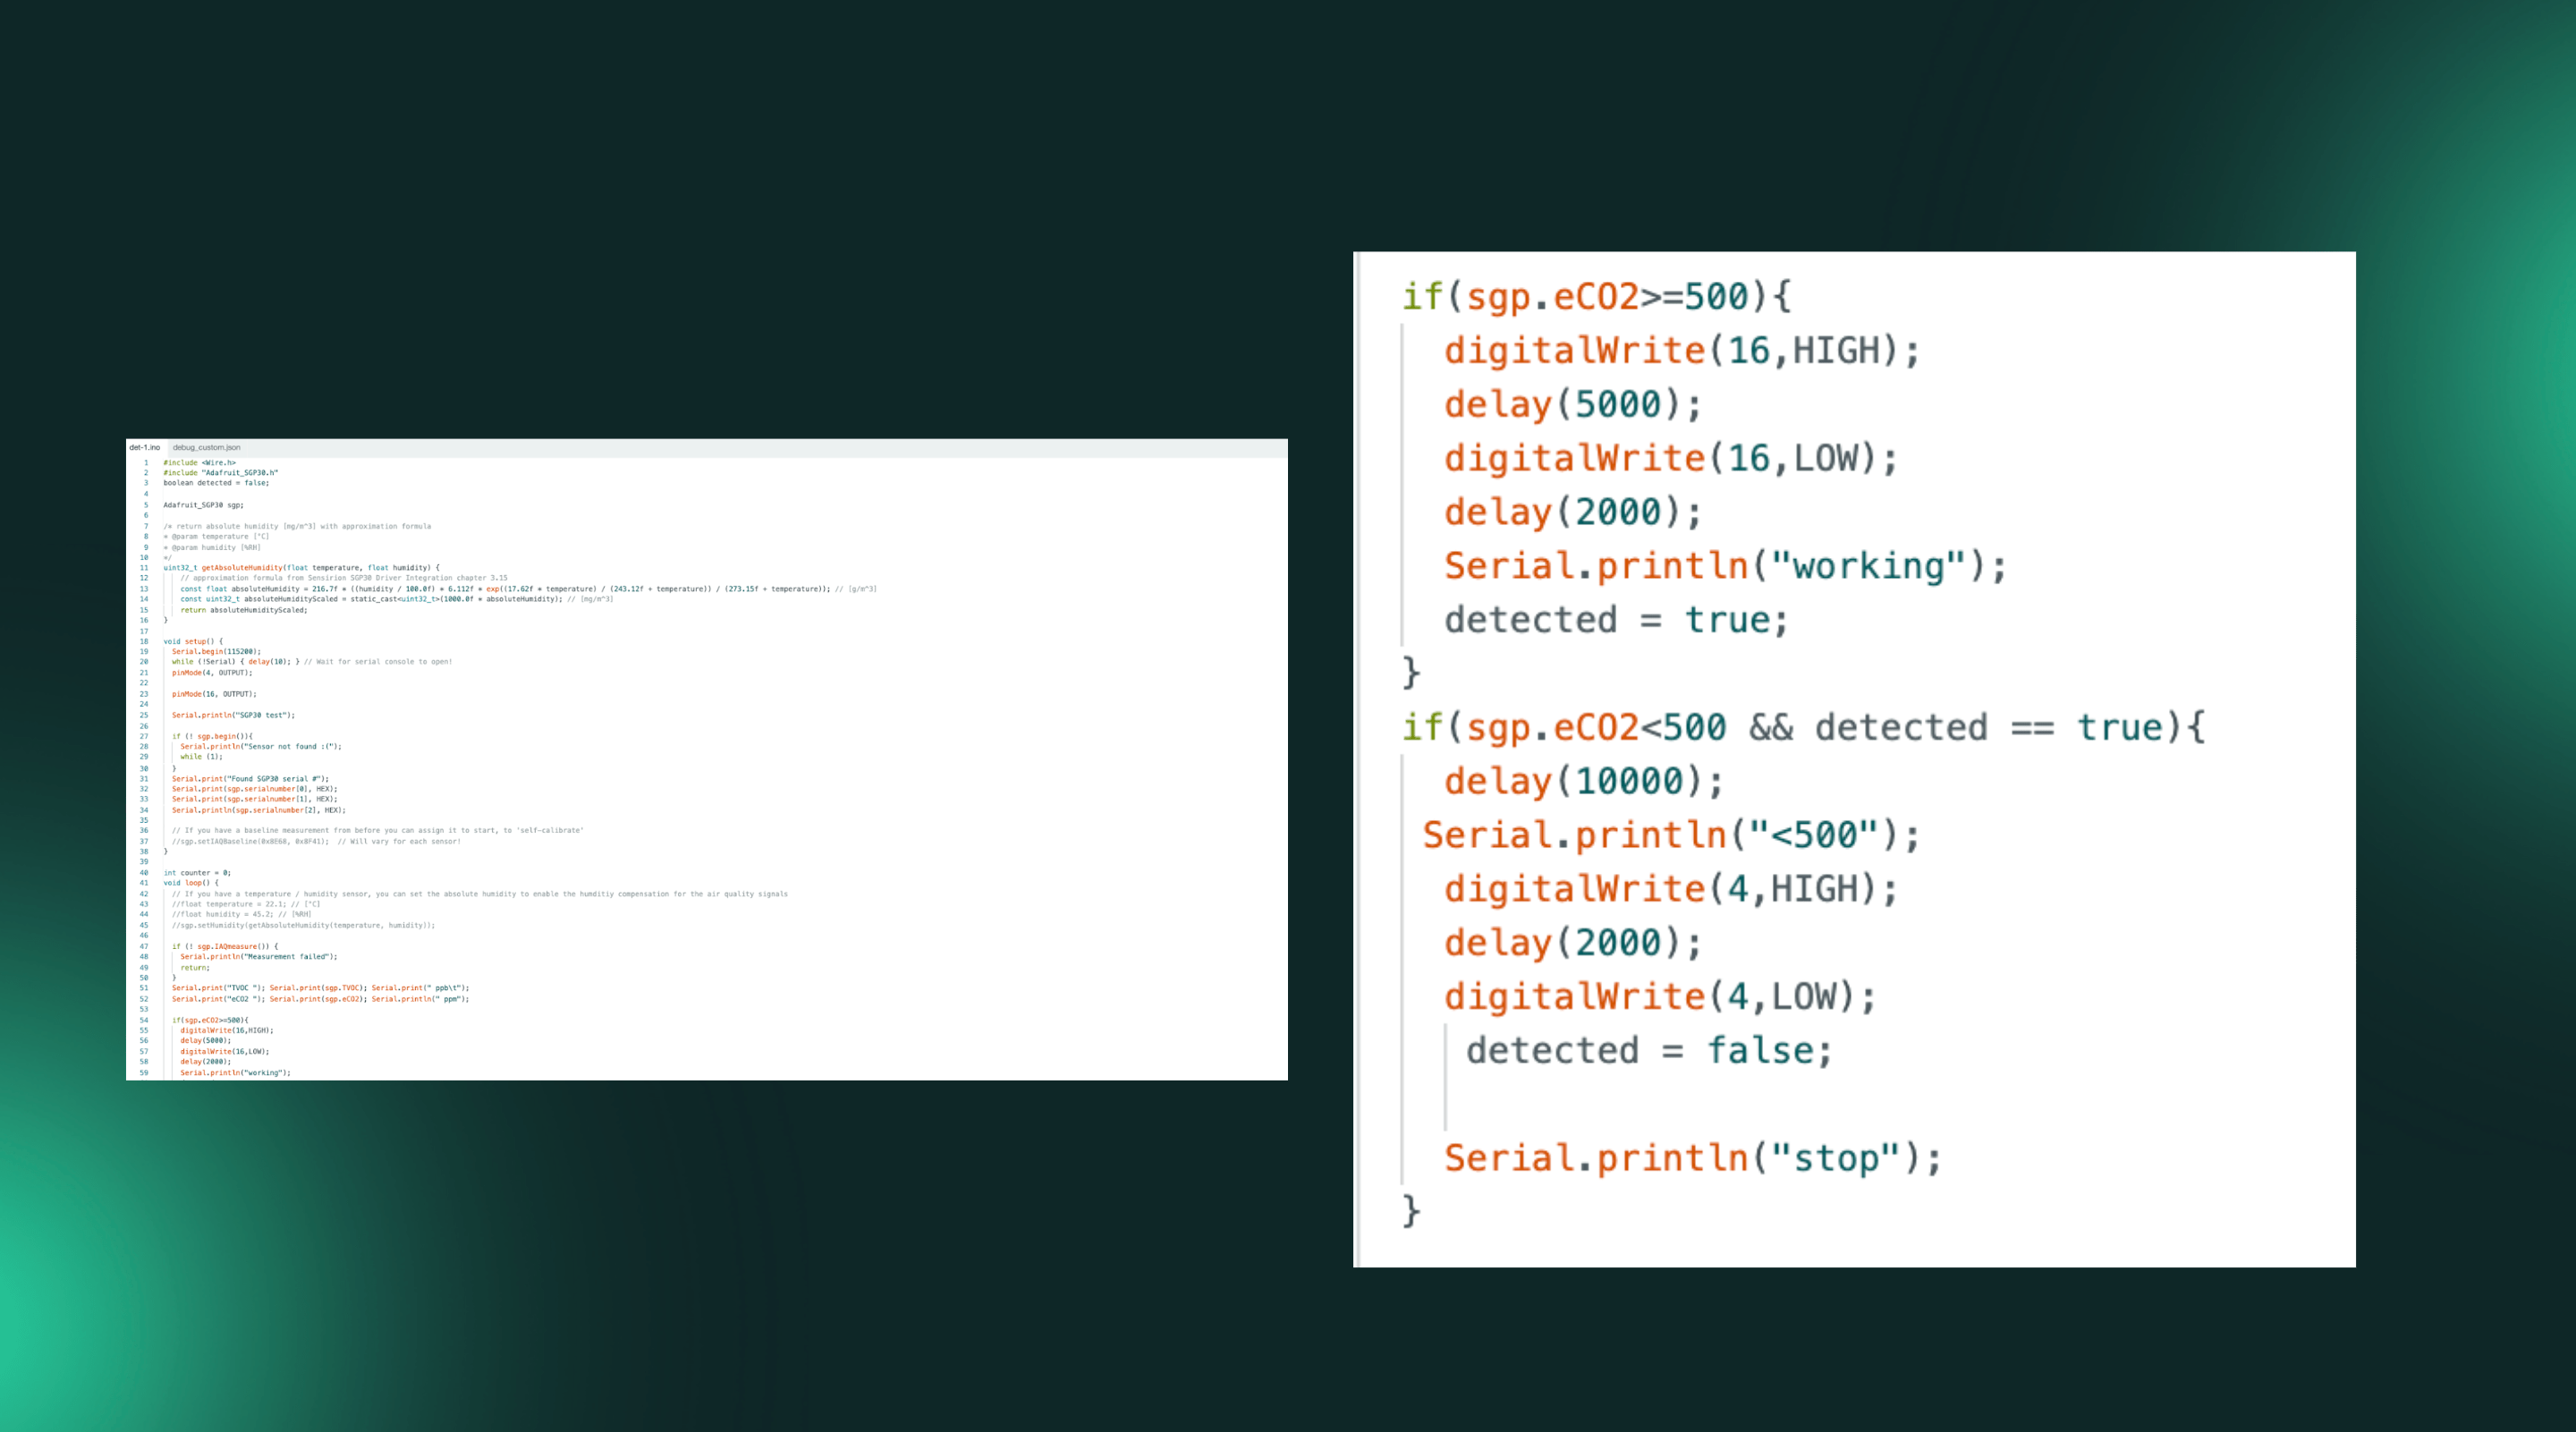 det-1.ino debug_custom.json
1 #include <Wire.h>
2 #include "Adafruit_SGP30.h"
3 boolean detected = false;
4
5 Adafruit_SGP30 sgp;
6
7 /* return absolute humidity [mg/m^3] with approximation formula
8 * @param temperature [°C]
9 * @param humidity [%RH]
10 */
11 uint32_t getAbsoluteHumidity(float temperature, float humidity) {
12 // approximation formula from Sensirion SGP30 Driver Integration chapter 3.15
13 const float absoluteHumidity = 216.7f * ((humidity / 100.0f) * 6.112f * exp((17.62f * temperature) / (243.12f + temperature)) / (273.15f + temperature)); // [g/m^3]
14 const uint32_t absoluteHumidityScaled = static_cast<uint32_t>(1000.0f * absoluteHumidity); // [mg/m^3]
15 return absoluteHumidityScaled;
16 }
17
18 void setup() {
19 Serial.begin(115200);
20 while (!Serial) { delay(10); } // Wait for serial console to open!
21 pinMode(4, OUTPUT);
22
23 pinMode(16, OUTPUT);
24
25 Serial.println("SGP30 test");
26
27 if (! sgp.begin()){
28 Serial.println("Sensor not found :(");
29 while (1);
30 }
31 Serial.print("Found SGP30 serial #");
32 Serial.print(sgp.serialnumber[0], HEX);
33 Serial.print(sgp.serialnumber[1], HEX);
34 Serial.println(sgp.serialnumber[2], HEX);
35
36 // If you have a baseline measurement from before you can assign it to start, to 'self-calibrate'
37 //sgp.setIAQBaseline(0x8E68, 0x8F41); // Will vary for each sensor!
38 }
39
40 int counter = 0;
41 void loop() {
42 // If you have a temperature / humidity sensor, you can set the absolute humidity to enable the humditiy compensation for the air quality signals
43 //float temperature = 22.1; // [°C]
44 //float humidity = 45.2; // [%RH]
45 //sgp.setHumidity(getAbsoluteHumidity(temperature, humidity));
46
47 if (! sgp.IAQmeasure()) {
48 Serial.println("Measurement failed");
49 return;
50 }
51 Serial.print("TVOC "); Serial.print(sgp.TVOC); Serial.print(" ppb\t");
52 Serial.print("eCO2 "); Serial.print(sgp.eCO2); Serial.println(" ppm");
53
54 if(sgp.eCO2>=500){
55 digitalWrite(16,HIGH);
56 delay(5000);
57 digitalWrite(16,LOW);
58 delay(2000);
59 Serial.println("working");
if(sgp.eCO2>=500){
digitalWrite(16,HIGH);
delay(5000);
digitalWrite(16,LOW);
delay(2000);
Serial.println("working");
detected = true;
}
if(sgp.eCO2<500 && detected == true){
delay(10000);
Serial.println("<500");
digitalWrite(4,HIGH);
delay(2000);
digitalWrite(4,LOW);
detected = false;
Serial.println("stop");
}